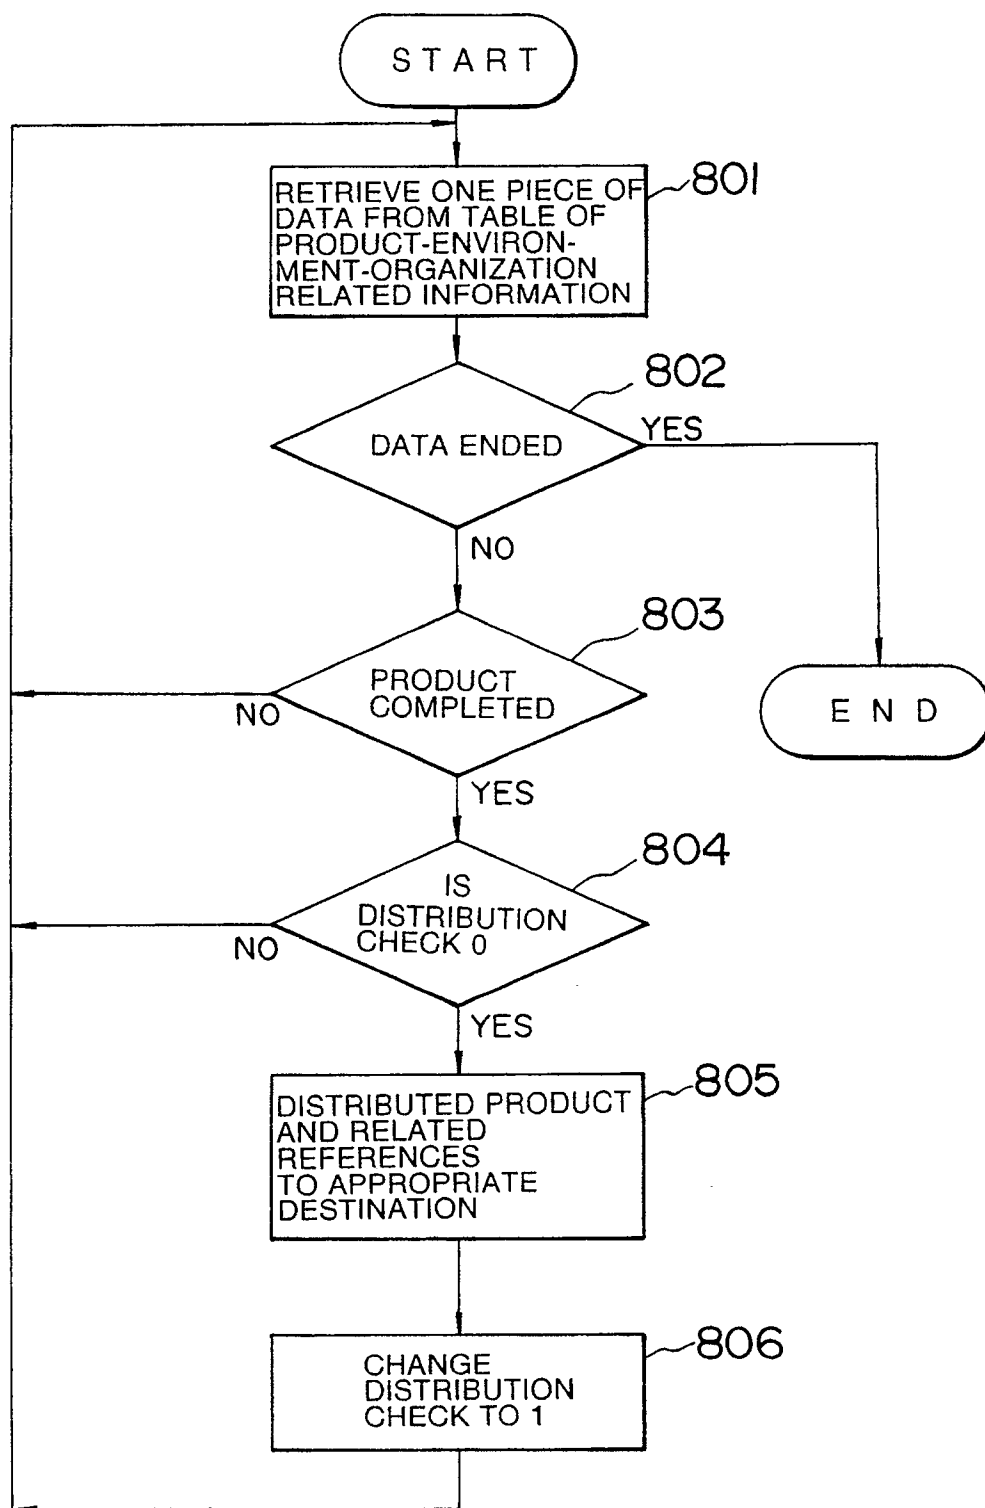 START
801
RETRIEVE ONE PIECE OF
DATA FROM TABLE OF
PRODUCT-ENVIRON-
MENT-ORGANIZATION
RELATED INFORMATION
802
DATA ENDED
YES
NO
803
PRODUCT
COMPLETED
NO
YES
END
804
IS
DISTRIBUTION
CHECK 0
NO
YES
805
DISTRIBUTED PRODUCT
AND RELATED
REFERENCES
TO APPROPRIATE
DESTINATION
806
CHANGE
DISTRIBUTION
CHECK TO 1